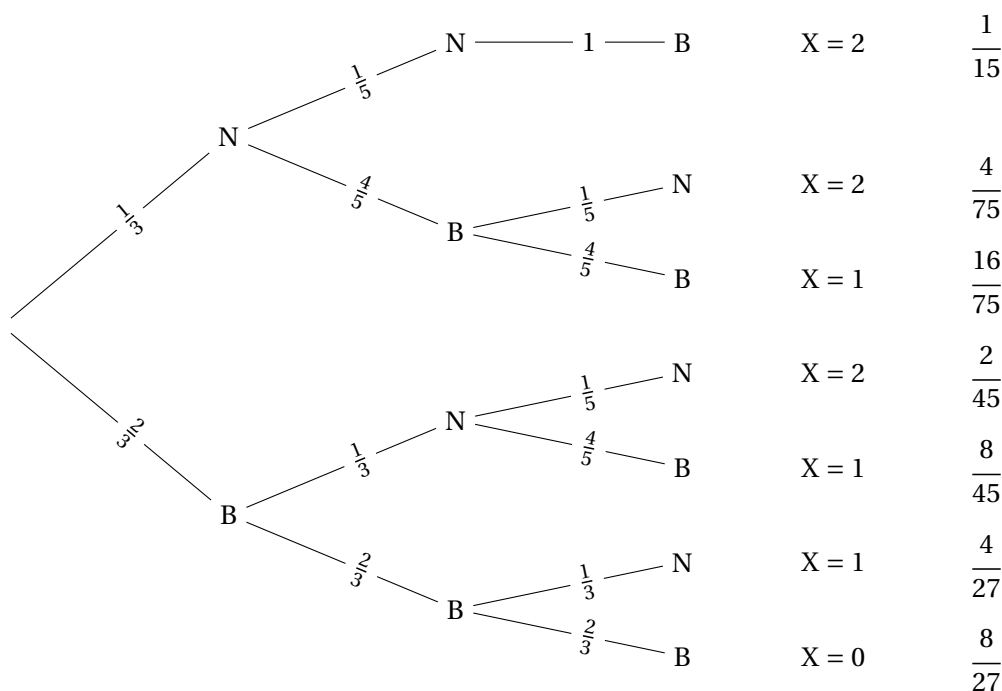 N 1 B X = 2 1/15
1/5
N
4/5 1/5 N X = 2 4/75
1/3
B
4/5 B X = 1 16/75
1/5 N X = 2 2/45
2/3
N
1/3 4/5 B X = 1 8/45
B
2/3 1/3 N X = 1 4/27
B
2/3 B X = 0 8/27